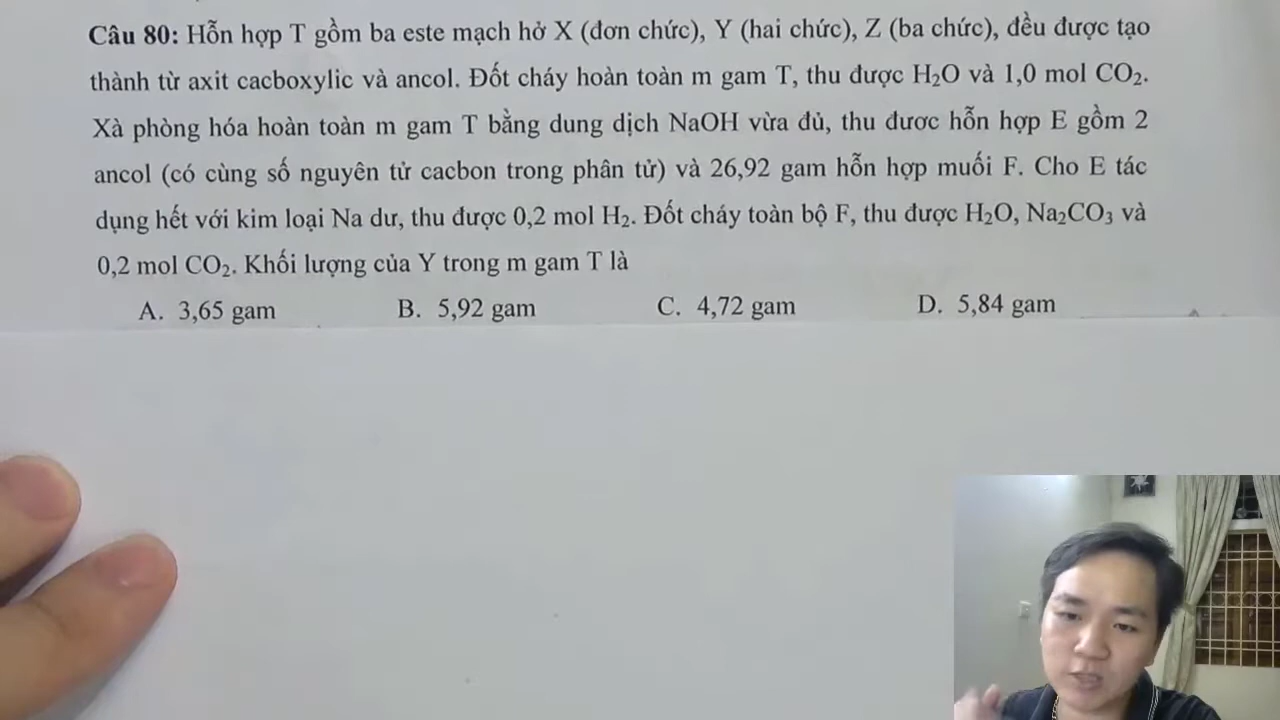 Câu 80: Hỗn hợp T gồm ba este mạch hở X (đơn chức), Y (hai chức), Z (ba chức), đều được tạo
thành từ axit cacboxylic và ancol. Đốt cháy hoàn toàn m gam T, thu được H₂O và 1,0 mol CO₂.
Xà phòng hóa hoàn toàn m gam T bằng dung dịch NaOH vừa đủ, thu đươc hỗn hợp E gồm 2
ancol (có cùng số nguyên tử cacbon trong phân tử) và 26,92 gam hỗn hợp muối F. Cho E tác
dụng hết với kim loại Na dư, thu được 0,2 mol H₂. Đốt cháy toàn bộ F, thu được H₂O, Na₂CO₃ và
0,2 mol CO₂. Khối lượng của Y trong m gam T là
A. 3,65 gam B. 5,92 gam C. 4,72 gam D. 5,84 gam